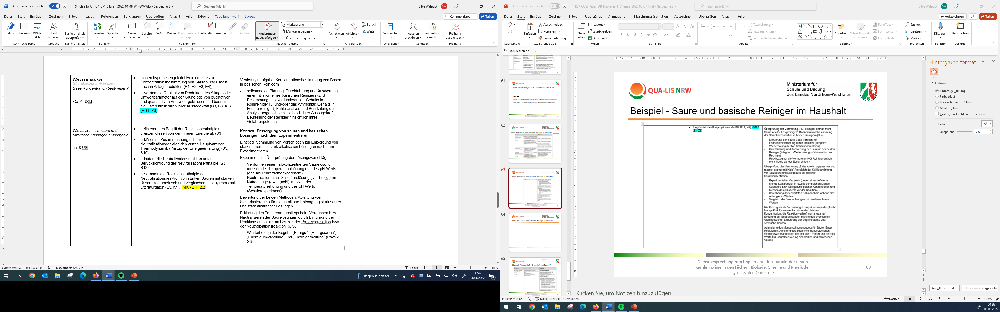 Automatisches Speichern
SII_ch_silp_Q1_GK_uv1_Säuren_2022_04_08_WT-SW-Wlo • Gespeichert
Suchen (Alt+M)
Silke Walpuski SW
Datei Start Einfügen Zeichnen Entwurf Layout Referenzen Sendungen Überprüfen Ansicht Hilfe E-Porto Tabellenentwurf Layout
Kommentare Teilen
Editor Thesaurus Wörter zählen
Laut vorlesen
Barrierefreiheit überprüfen
Übersetzen Sprache
Neuer Kommentar Löschen Zurück Weiter Kommentare anzeigen Freihandkommentar Stift Radierer
Änderungen nachverfolgen
Markup: alle
Markup anzeigen
Überarbeitungsbereich
Annehmen Ablehnen
Zurück
Weiter
Vergleichen
Autoren blockieren Bearbeitung einschr.
Freihand ausblenden
Rechtschreibung Sprache Barrierefreiheit Sprache Kommentare Nachverfolgung Änderungen Vergleichen Schützen Freihand
Wie lässt sich die
Säurekonzentration bzw.
Basenkonzentration bestimmen?
Ca. 4 UStd.
• planen hypothesengeleitet Experimente zur
Konzentrationsbestimmung von Säuren und Basen
auch in Alltagsprodukten (E1, E2, E3, E4),
• bewerten die Qualität von Produkten des Alltags oder
Umweltparameter auf der Grundlage von qualitativen
und quantitativen Analyseergebnissen und beurteilen
die Daten hinsichtlich ihrer Aussagekraft (B3, B8, K8).
(VB B Z3)
Vertiefungsaufgabe: Konzentrationsbestimmung von Basen
in basischen Reinigern
- selbständige Planung, Durchführung und Auswertung
einer Titration eines basischen Reinigers (z. B.
Bestimmung des Natriumhydroxid-Gehalts in
Rohrreiniger [5] und/oder des Ammoniak-Gehalts in
Fensterreiniger), Fehleranalyse und Beurteilung der
Analysenergebnisse hinsichtlich ihrer Aussagekraft
- Beurteilung der Reiniger hinsichtlich ihres
Gefahrenpotentials
Wie lassen sich saure und
alkalische Lösungen entsorgen?
ca. 8 UStd.
• definieren den Begriff der Reaktionsenthalpie und
grenzen diesen von der inneren Energie ab (S3),
• erklären im Zusammenhang mit der
Neutralisationsreaktion den ersten Hauptsatz der
Thermodynamik (Prinzip der Energieerhaltung) (S3,
S10),
• erläutern die Neutralisationsreaktion unter
Berücksichtigung der Neutralisationsenthalpie (S3,
S12),
• bestimmen die Reaktionsenthalpie der
Neutralisationsreaktion von starken Säuren mit starken
Basen kalorimetrisch und vergleichen das Ergebnis mit
Literaturdaten (E5, K1). (MKR 2.1, 2.2)
Kontext: Entsorgung von sauren und basischen
Lösungen nach dem Experimentieren
Einstieg: Sammlung von Vorschlägen zur Entsorgung von
stark sauren und stark alkalischen Lösungen nach dem
Experimentieren
Experimentelle Überprüfung der Lösungsvorschläge
- Verdünnen einer halbkonzentrierten Säurelösung,
messen der Temperaturerhöhung und des pH-Werts
(ggf. als Lehrerdemoexperiment)
- Neutralisation einer Salzsäurelösung (c = 1 mol/l) mit
Natronlauge (c = 1 mol/l); messen der
Temperaturerhöhung und des pH-Werts
(Schülerexperiment)
Bewertung der beiden Methoden, Ableitung von
Sicherheitsregeln für die unfallfreie Entsorgung stark saurer
und stark alkalischer Lösungen
Erklärung des Temperaturanstiegs beim Verdünnen bzw.
Neutralisieren der Säurelösungen durch Einführung der
Reaktionsenthalpie am Beispiel der Protolysereaktion bzw.
der Neutralisationsreaktion [6,7,8]:
- Wiederholung der Begriffe „Energie“, „Energiearten“,
„Energieumwandlung“ und „Energieerhaltung“ (Physik
SI)
Seite 9 von 12 1611 Wörter Textvorhersagen: ein
Fokus 110 %
Regen klingt ab
00:26
08.06.2022
Automatisches Speichern
KLP GOSt_Praes_DB_Implement_Chemie_2022_06_07_final • Gespeichert
Suchen (Alt+M)
Silke Walpuski SW
Datei Start Einfügen Zeichnen Entwurf Übergänge Animationen Bildschirmpräsentation Aufzeichnen Überprüfen Ansicht Hilfe
Aufzeichnen Teilen
Einfügen
Ausschneiden
Kopieren
Format übertragen
Neue Folie
Layout
Zurücksetzen
Abschnitt
Textrichtung
Text ausrichten
In SmartArt konvertieren
Anordnen Schnellformat-vorlagen
Fülleffekt
Formkontur
Formeffekte
Suchen
Ersetzen
Markieren
Diktieren
Designideen
Rückgängig Zwischenablage Folien Schriftart Absatz Zeichnen Bearbeiten Sprache Designer
Von Beginn an
61
Konkretisierungen von Unterrichtsvorhaben
62
Beispiel - Saure und basische Reiniger im Haushalt
63
Beispiel - Saure und basische Reiniger im Haushalt
64
Beispiel - Saure und basische Reiniger im Haushalt
65
Beispiel - Wasserstoff – Brennstoff der Zukunft?
QUA-LiS NRW
Ministerium für
Schule und Bildung
des Landes Nordrhein-Westfalen
Beispiel - Saure und basische Reiniger im Haushalt
• begründet Handlungsoptionen ab (B8, B11, K8), (VB B
Z3, Z6)
Überprüfung der Vermutung „HCl-Reiniger enthält mehr
Säure als der Essigreiniger“: Konzentrationsbestimmung
der Säurekonzentration in beiden Reinigern [3, 4]:
- Einführung der Säure-Base-Titration mit
Endpunktbestimmung durch Indikator (integriert:
Wiederholung der Neutralisationsreaktion)
- Durchführung und Auswertung der Titration der beiden
Reiniger (integriert: Wiederholung stöchiometrisches
Rechnen)
- Rückbezug auf die Vermutung (HCl-Reiniger enthält
mehr Säure als der Essigreiniger)
Überprüfung der Vermutung „Salzsäure ist aggressiver und
reagiert stärker mit Kalk“: Vergleich der Kalklösewirkung
von Salzsäure und Essigsäure bei gleicher
Säurekonzentration
- Experimenteller Vergleich (Lösen einer definierten
Menge Kalkgranulat in jeweils der gleichen Menge
Salzsäure bzw. Essigsäure gleicher Konzentration und
Messen des pH-Werts vor der Reaktion)
- Berechnung der erwarteten Kalkabnahme anhand des
Anfangs-pH-Wertes
- Vergleich der Beobachtungen mit den berechneten
Werten
Rückbezug auf die Vermutung (Essigsäure kann die gleiche
Menge Kalk lösen wie Salzsäure der gleichen
Konzentration, die Reaktion verläuft nur langsamer)
Erklärung der Beobachtungen mithilfe des chemischen
Gleichgewichts; Einführung der Begriffe starke und
schwache Säuren
Aufstellung des Massenwirkungsgesetz für Säure- Base-
Reaktionen, Ableitung des Zusammenhangs zwischen
Gleichgewichtskonstante und pH-Wert, Einführung der pks-
Werte zur Charakterisierung der starken und schwachen
Säuren
Dienstbesprechung zum Implementationsauftakt der neuen
Kernlehrpläne in den Fächern Biologie, Chemie und Physik der
gymnasialen Oberstufe
63
Klicken Sie, um Notizen hinzuzufügen
Hintergrund format..
Füllung
Einfarbige Füllung
Farbverlauf
Bild- oder Texturfüllung
Musterfüllung
Hintergrundgrafiken ausblenden
Farbe
Transparenz 0 %
Auf alle anwenden Hintergrund zurücksetze
Folie 63 von 68 Barrierefreiheit: Untersuchen
Notizen 110 %
00:26
08.06.2022